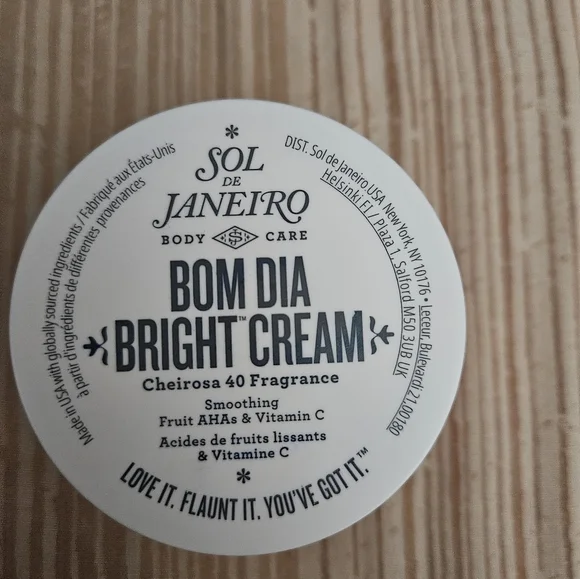 SOL
DE
JANEIRO
BODY CARE
BOM DIA
BRIGHT™ CREAM
Cheirosa 40 Fragrance
Smoothing
Fruit AHAs & Vitamin C
Acides de fruits lissants
& Vitamine C
LOVE IT. FLAUNT IT. YOU'VE GOT IT.™
Made in USA with globally sourced ingredients / Fabriqué aux États-Unis
à partir d'ingrédients de différentes provenances
DIST. Sol de Janeiro USA New York, NY 10176 • Leceur, Bulevardi 21, 00180
Helsinki FI / Plaza 1, Salford M50 3UB UK